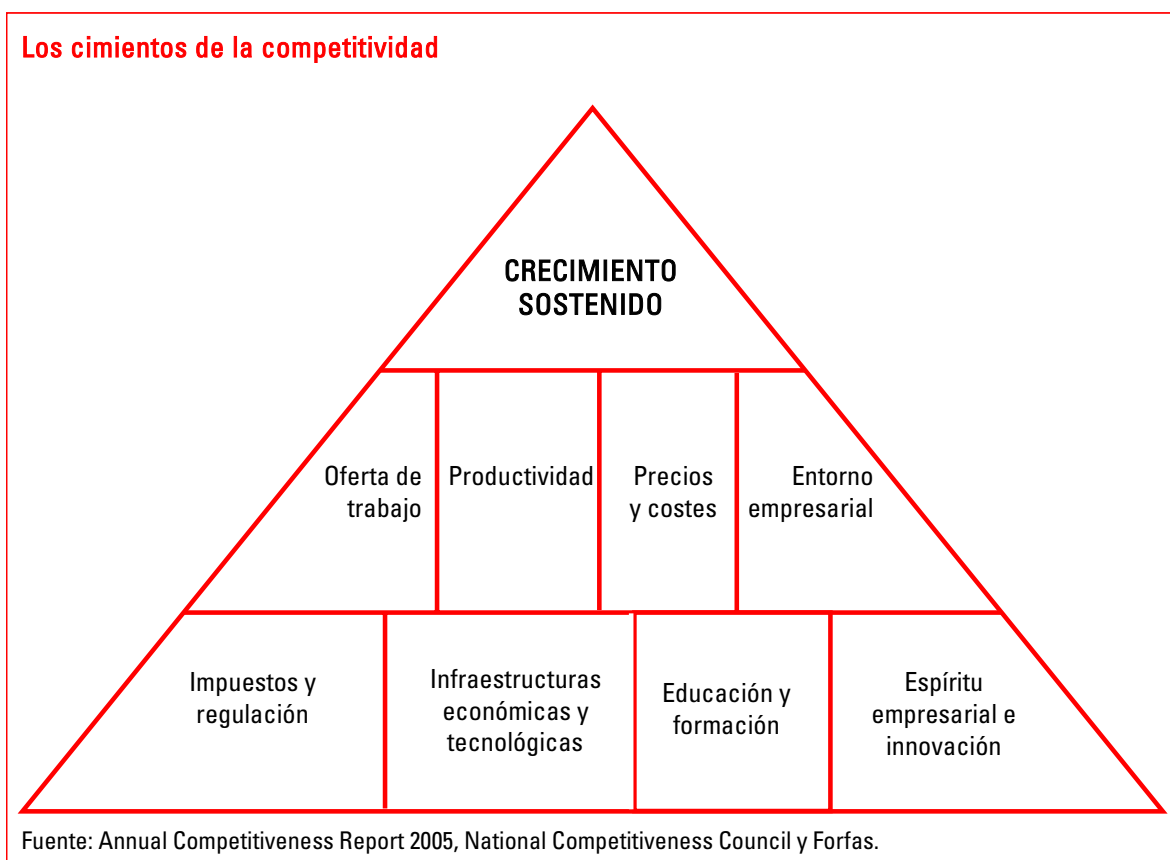 Los cimientos de la competitividad
CRECIMIENTO
SOSTENIDO
Oferta de
trabajo
Productividad
Precios
y costes
Entorno
empresarial
Impuestos y
regulación
Infraestructuras
económicas y
tecnológicas
Educación y
formación
Espíritu
empresarial e
innovación
Fuente: Annual Competitiveness Report 2005, National Competitiveness Council y Forfas.